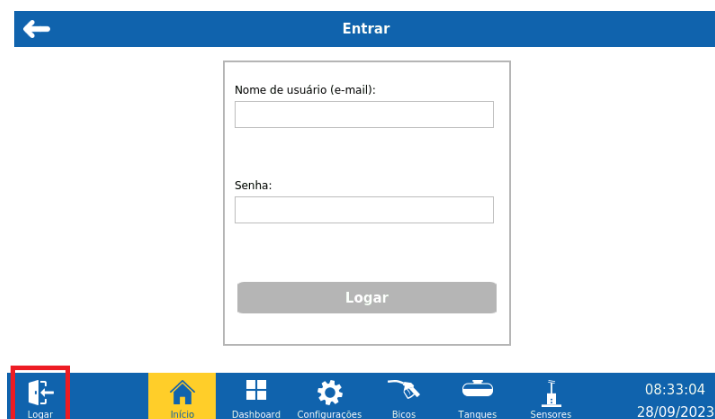 Entrar
Nome de usuário (e-mail):
Senha:
Logar
08:33:04
Logar Início Dashboard Configurações Bicos Tanques Sensores 28/09/2023